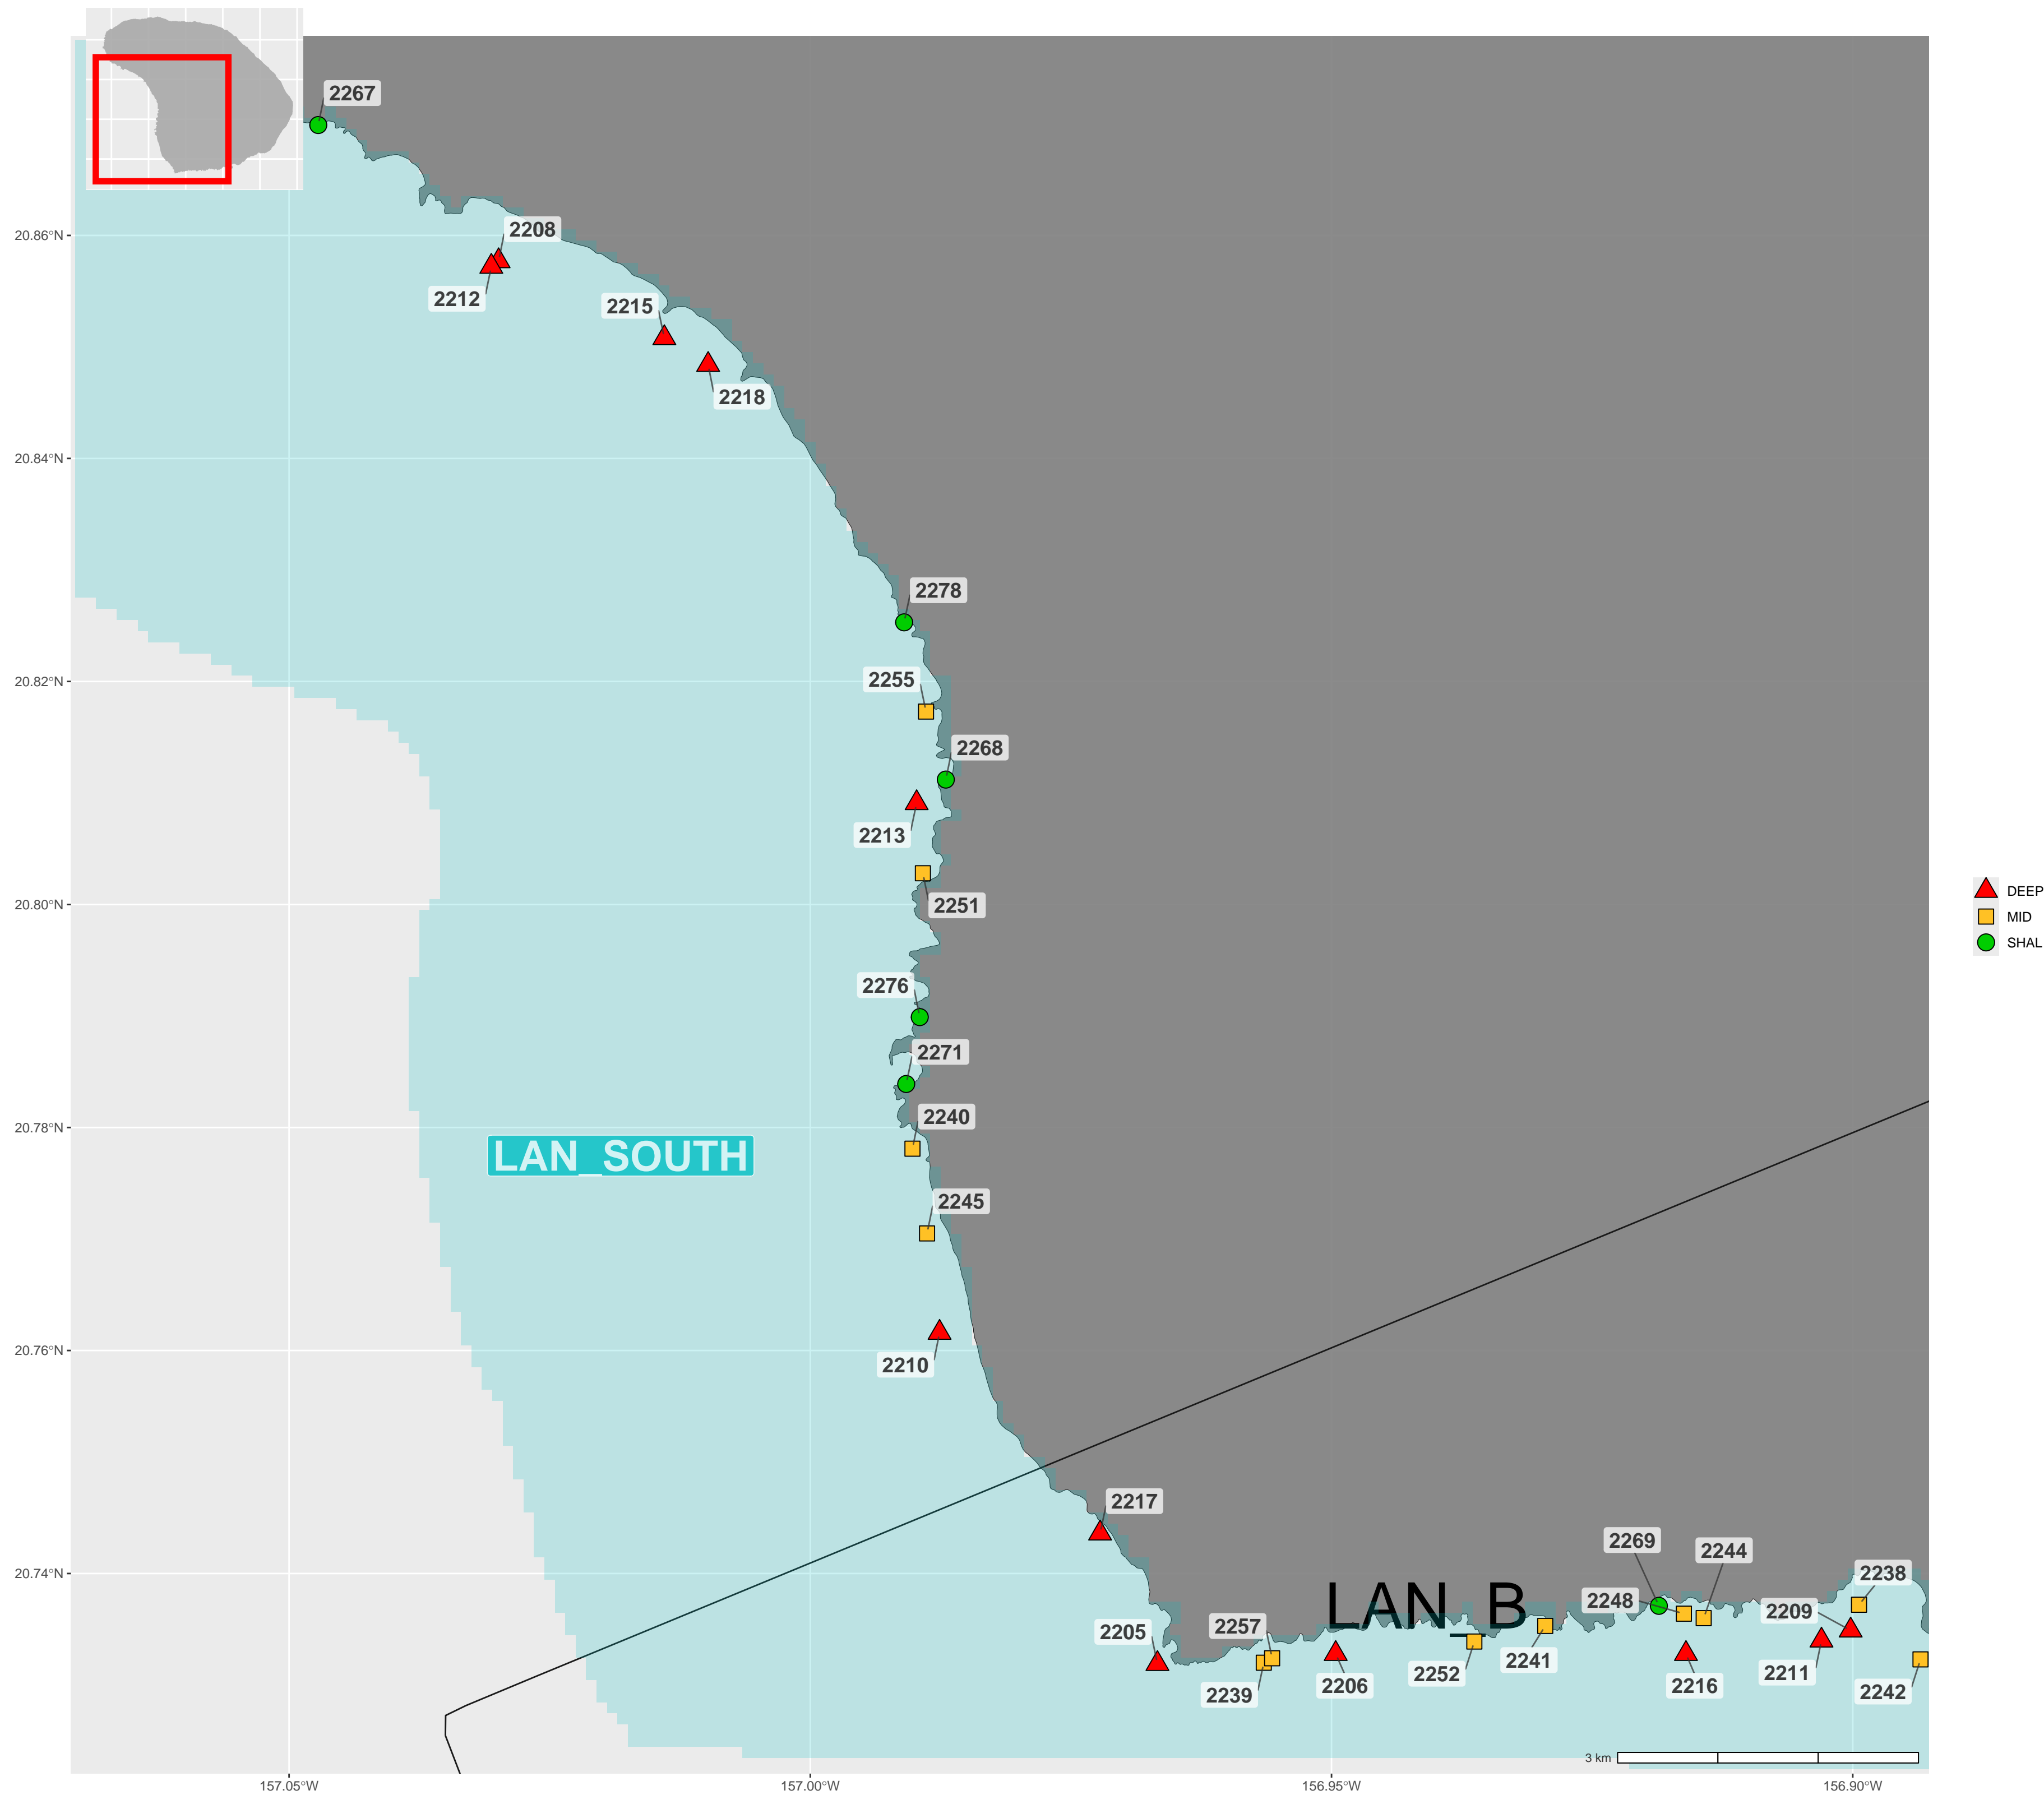 2267
20.86°N
2208
2212
2215
2218
20.84°N
2278
20.82°N
2255
2268
2213
20.80°N
2251
2276
2271
20.78°N
2240
LAN_SOUTH
2245
20.76°N
2210
2217
20.74°N
2269
2244
2238
LAN_B
2248
2209
2257
2205
2241
2252
2211
2206
2216
2239
2242
3 km
157.05°W
157.00°W
156.95°W
156.90°W
DEEP
MID
SHAL